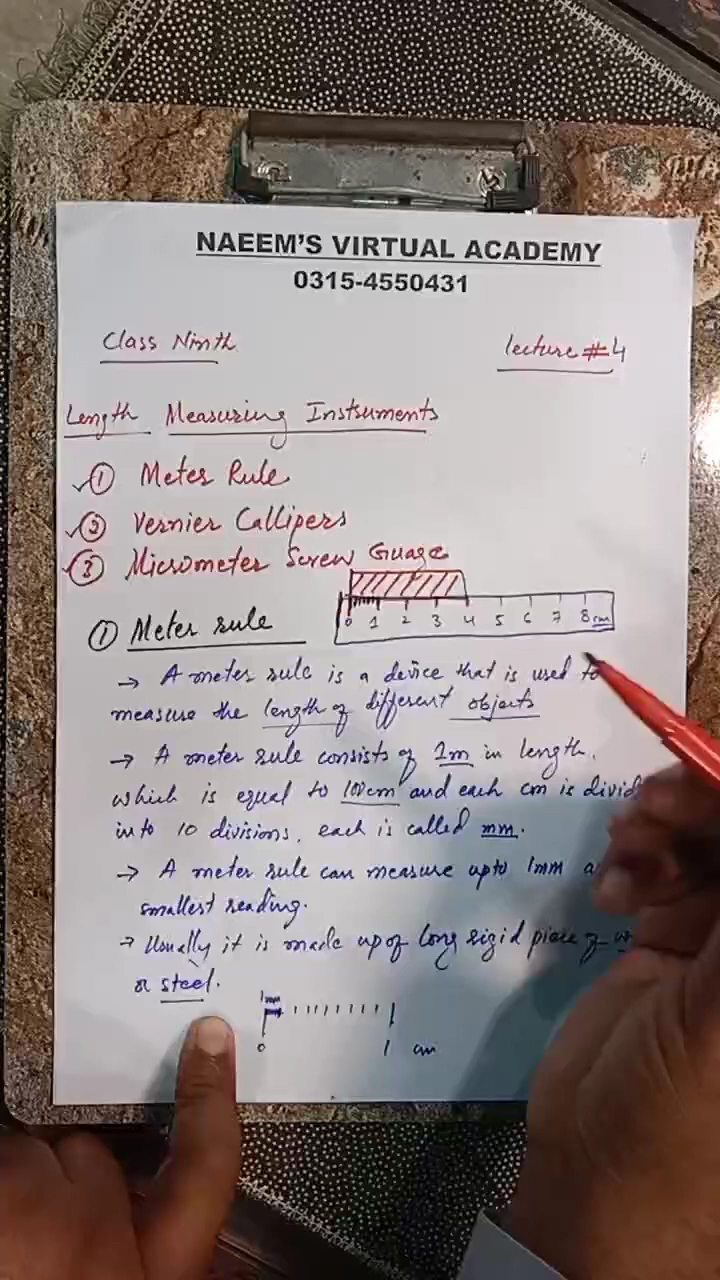 NAEEM'S VIRTUAL ACADEMY
0315-4550431
Class Ninth
lecture #4
Length Measuring Instuments
① Meter Rule
② Vernier Callipers
③ Micrometer Screw Guage
① Meter rule
0 1 2 3 4 5 6 7 8 cm
→ A meter rule is a device that is used to
measure the length of different objects
→ A meter rule consists of 1m in length,
which is equal to 100cm and each cm is
into 10 divisions, each is called mm.
→ A meter rule can measure upto 1mm
smallest reading.
→ Usually it is made up of long rigid piece of
or steel.
1mm
0 1 cm